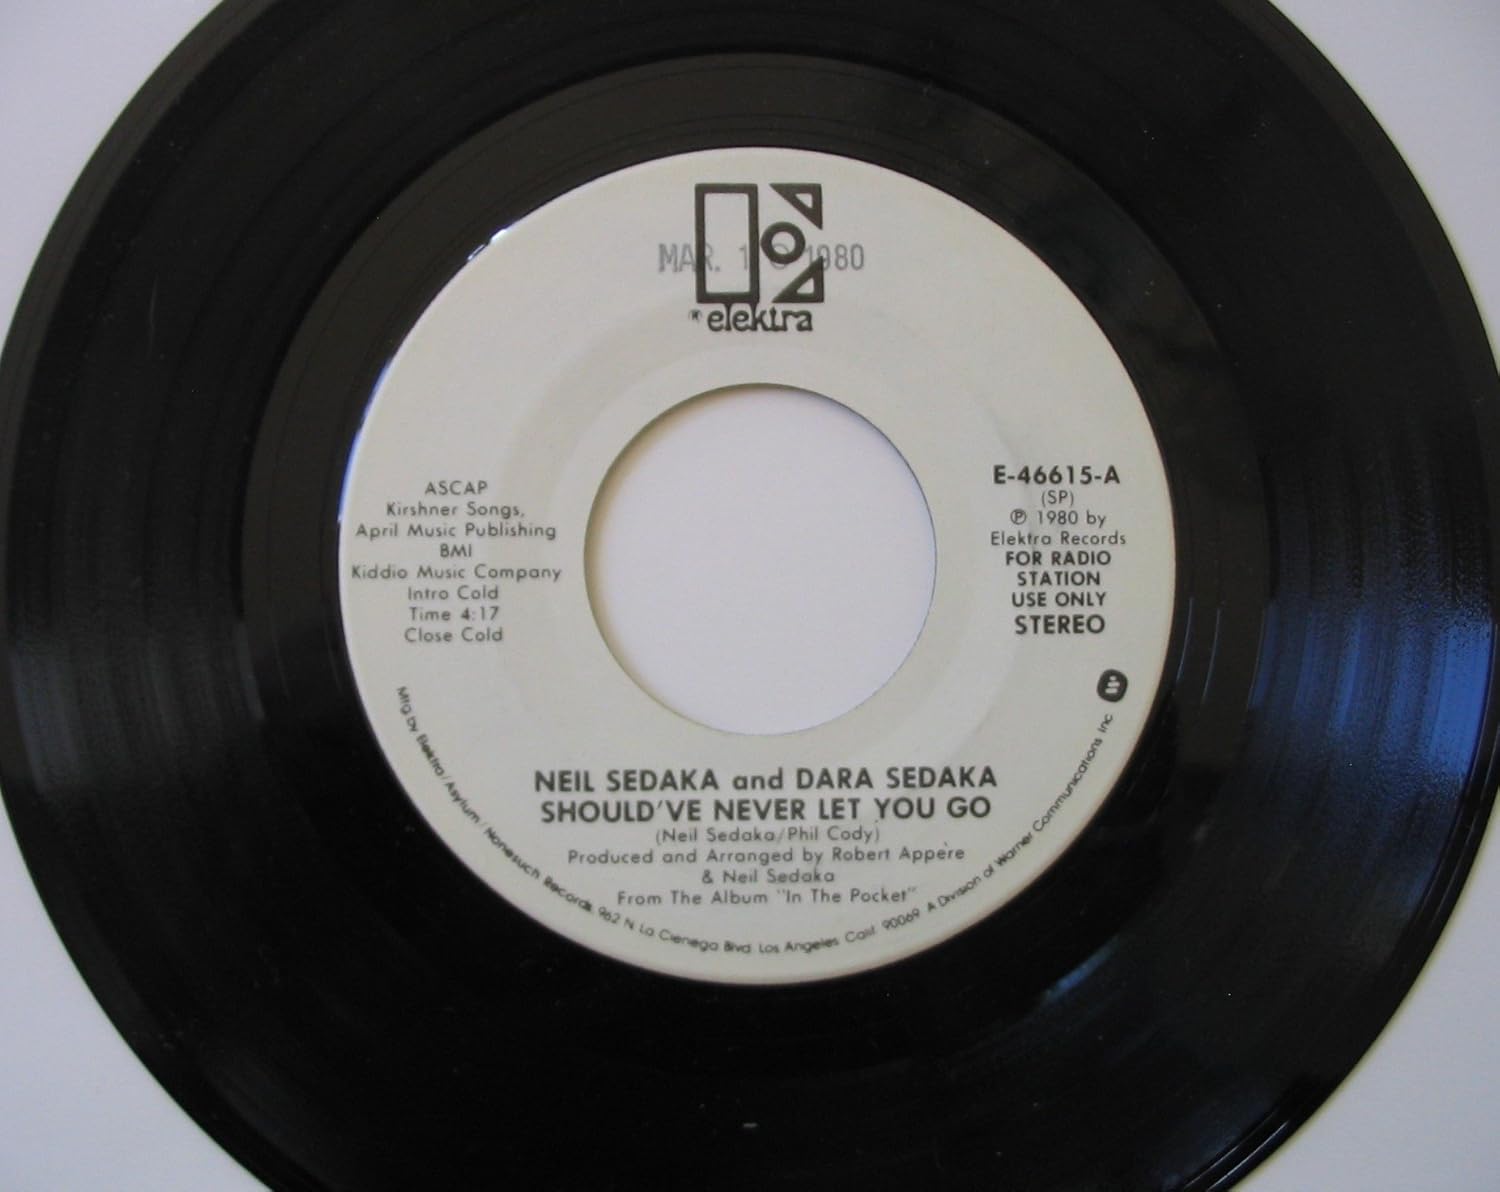 MAR. 1 1980
® elektra
ASCAP
Kirshner Songs,
April Music Publishing
BMI
Kiddio Music Company
Intro Cold
Time 4:17
Close Cold
E-46615-A
(SP)
℗ 1980 by
Elektra Records
FOR RADIO
STATION
USE ONLY
STEREO
NEIL SEDAKA and DARA SEDAKA
SHOULD'VE NEVER LET YOU GO
(Neil Sedaka/Phil Cody)
Produced and Arranged by Robert Appère
& Neil Sedaka
From The Album "In The Pocket"
Mfg by Elektra/Asylum/Nonesuch Records, 962 N. La Cienega Blvd. Los Angeles Calif. 90069 A Division of Warner Communications Inc